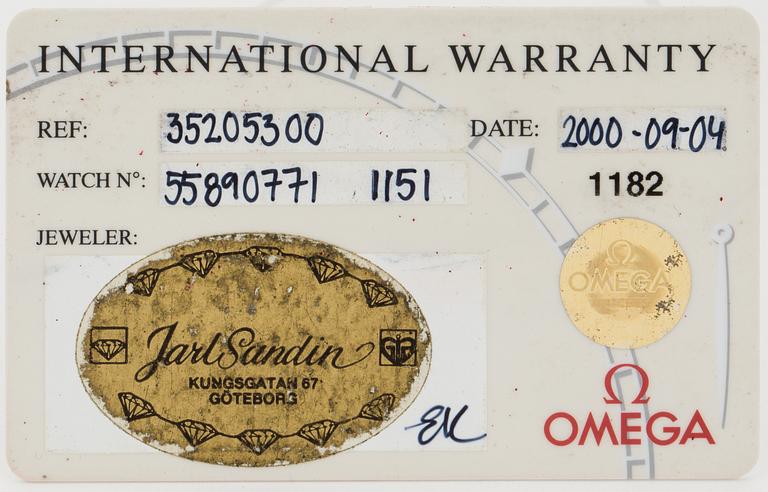 INTERNATIONAL WARRANTY
REF: 35205300 DATE: 2000-09-04
WATCH N°: 55890771 1151 1182
JEWELER:
Jarl Sandin
KUNGSGATAN 67
GÖTEBORG
EK
Ω
OMEGA
Ω
OMEGA